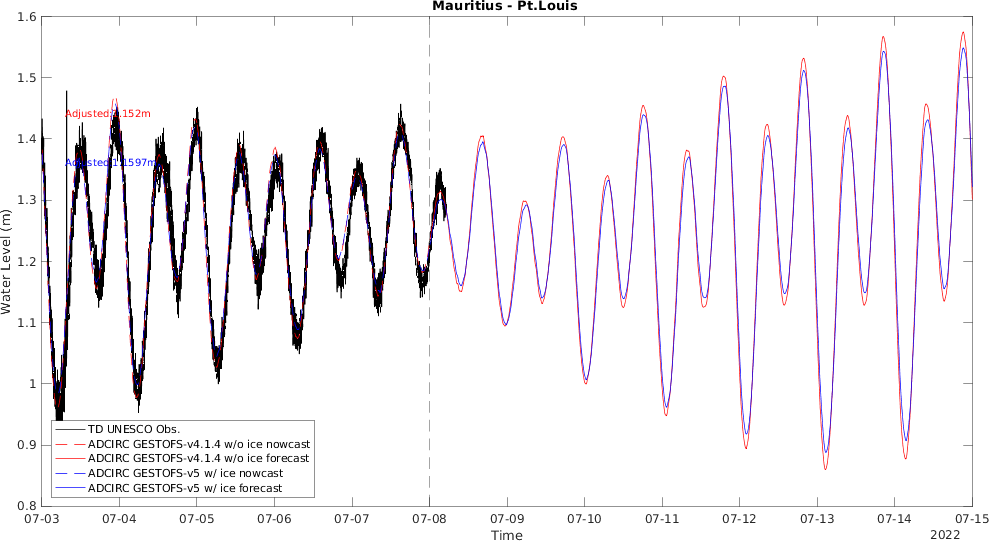 Mauritius - Pt.Louis
1.6
1.5
1.4
1.3
1.2
1.1
1
0.9
0.8
Water Level (m)
TD UNESCO Obs.
ADCIRC GESTOFS-v4.1.4 w/o ice nowcast
ADCIRC GESTOFS-v4.1.4 w/o ice forecast
ADCIRC GESTOFS-v5 w/ ice nowcast
ADCIRC GESTOFS-v5 w/ ice forecast
07-03 07-04 07-05 07-06 07-07 07-08 07-09 07-10 07-11 07-12 07-13 07-14 07-15
Time
2022